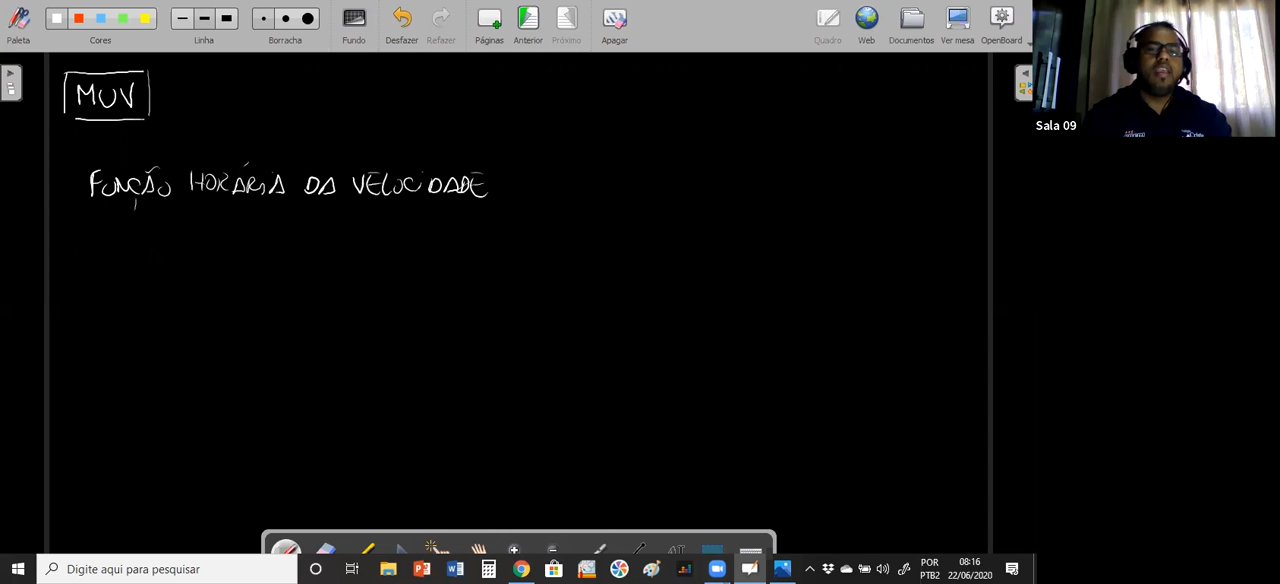 Paleta Cores Linha Borracha Fundo Desfazer Refazer Páginas Anterior Próximo Apagar Quadro Web Documentos Ver mesa OpenBoard
MUV
Sala 09
FUNÇÃO HORÁRIA DA VELOCIDADE
Digite aqui para pesquisar
POR
PTB2
08:16
22/06/2020